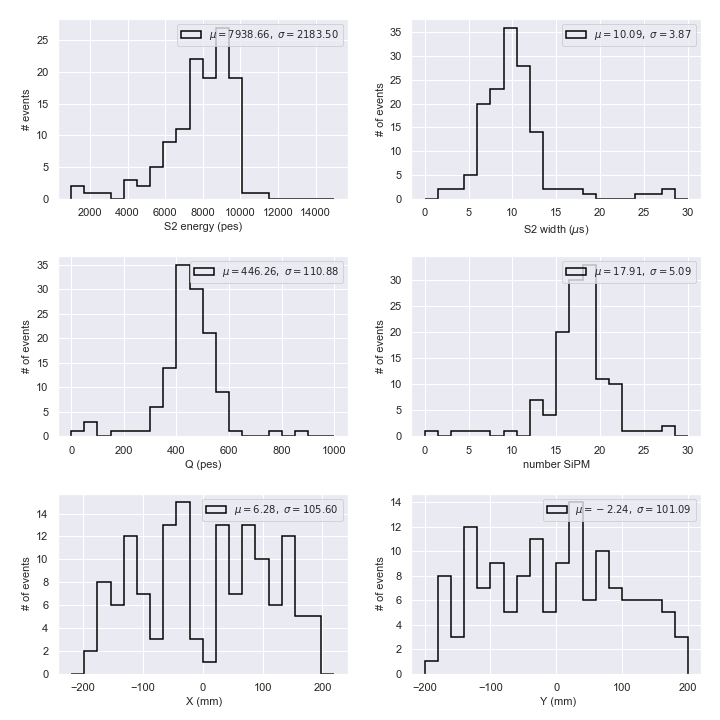 μ=7938.66, σ=2183.50
25
20
15
10
5
0
# events
2000 4000 6000 8000 10000 12000 14000
S2 energy (pes)
μ=10.09, σ=3.87
35
30
25
20
15
10
5
0
# of events
0 5 10 15 20 25 30
S2 width (μs)
μ=446.26, σ=110.88
35
30
25
20
15
10
5
0
# of events
0 200 400 600 800 1000
Q (pes)
μ=17.91, σ=5.09
30
25
20
15
10
5
0
# of events
0 5 10 15 20 25 30
number SiPM
μ=6.28, σ=105.60
14
12
10
8
6
4
2
0
# of events
−200 −100 0 100 200
X (mm)
μ=−2.24, σ=101.09
14
12
10
8
6
4
2
0
# of events
−200 −100 0 100 200
Y (mm)